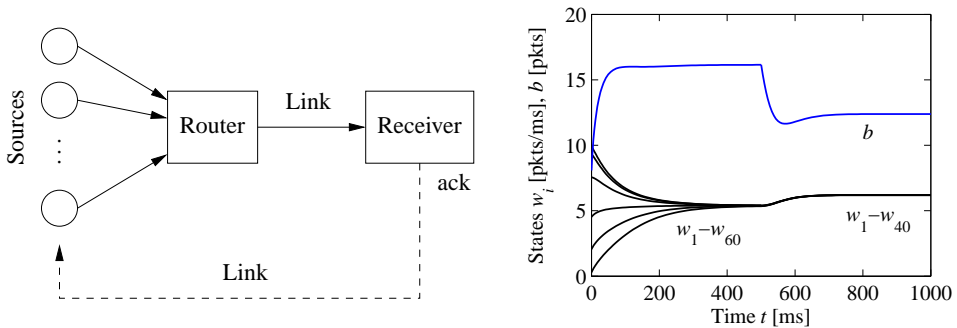 Sources
...
Router
Link
Receiver
ack
Link
States w_i [pkts/ms], b [pkts]
20
15
10
5
0
b
w_1–w_60
w_1–w_40
0 200 400 600 800 1000
Time t [ms]